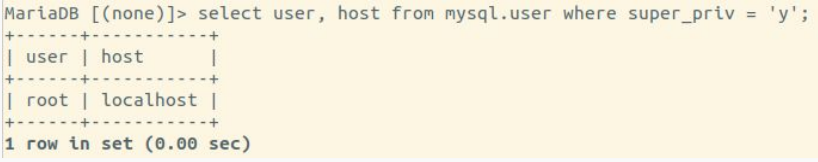 MariaDB [(none)]> select user, host from mysql.user where super_priv = 'y';
+------+-----------+
| user | host      |
+------+-----------+
| root | localhost |
+------+-----------+
1 row in set (0.00 sec)